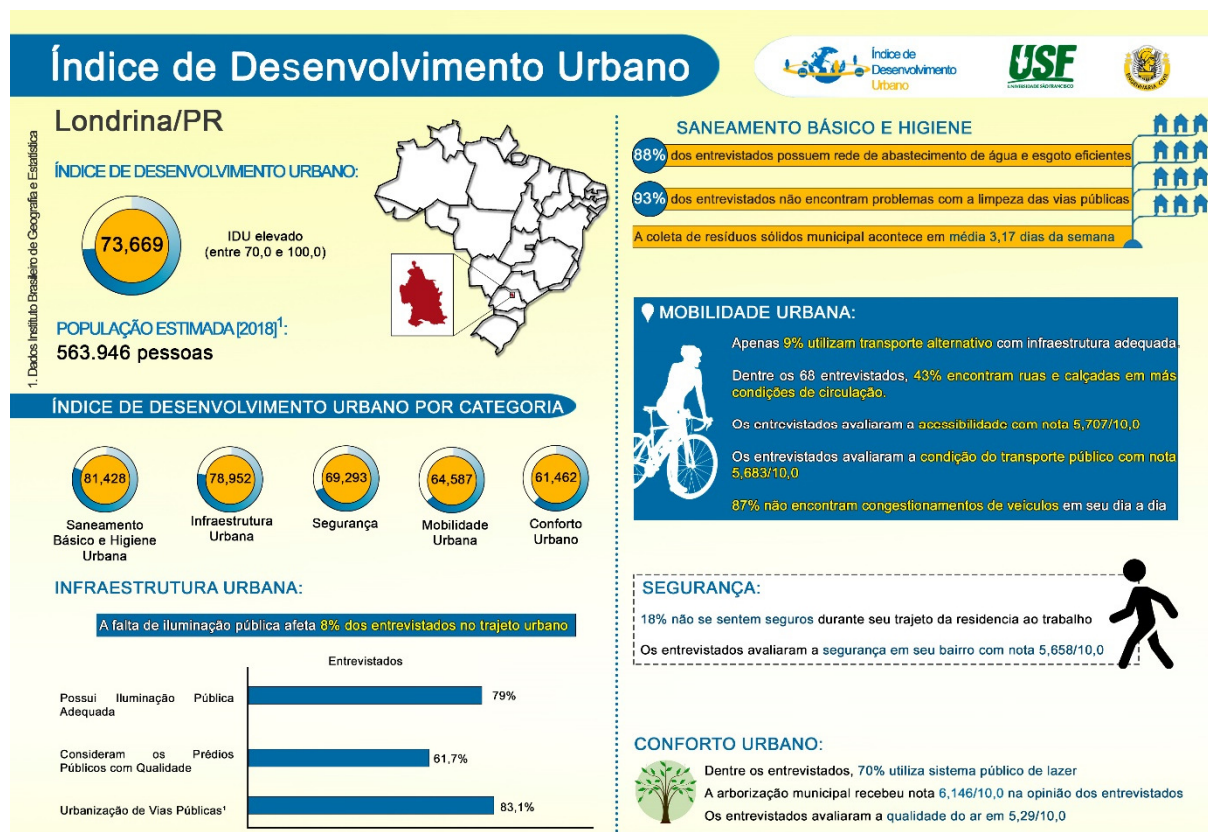 Índice de Desenvolvimento Urbano
Índice de
Desenvolvimento
Urbano
USF
UNIVERSIDADE SÃO FRANCISCO
ENGENHARIA CIVIL
Londrina/PR
1. Dados Instituto Brasileiro de Geografia e Estatística
ÍNDICE DE DESENVOLVIMENTO URBANO:
73,669
IDU elevado
(entre 70,0 e 100,0)
POPULAÇÃO ESTIMADA [2018]¹:
563.946 pessoas
ÍNDICE DE DESENVOLVIMENTO URBANO POR CATEGORIA
81,428
Saneamento
Básico e Higiene
Urbana
78,952
Infraestrutura
Urbana
69,293
Segurança
64,587
Mobilidade
Urbana
61,462
Conforto
Urbano
INFRAESTRUTURA URBANA:
A falta de iluminação pública afeta 8% dos entrevistados no trajeto urbano
Entrevistados
Possui Iluminação Pública
Adequada
79%
Consideram os Prédios
Públicos com Qualidade
61,7%
Urbanização de Vias Públicas¹
83,1%
SANEAMENTO BÁSICO E HIGIENE
88% dos entrevistados possuem rede de abastecimento de água e esgoto eficientes
93% dos entrevistados não encontram problemas com a limpeza das vias públicas
A coleta de resíduos sólidos municipal acontece em média 3,17 dias da semana
MOBILIDADE URBANA:
Apenas 9% utilizam transporte alternativo com infraestrutura adequada.
Dentre os 68 entrevistados, 43% encontram ruas e calçadas em más
condições de circulação.
Os entrevistados avaliaram a acessibilidade com nota 5,707/10,0
Os entrevistados avaliaram a condição do transporte público com nota
5,683/10,0
87% não encontram congestionamentos de veículos em seu dia a dia
SEGURANÇA:
18% não se sentem seguros durante seu trajeto da residencia ao trabalho
Os entrevistados avaliaram a segurança em seu bairro com nota 5,658/10,0
CONFORTO URBANO:
Dentre os entrevistados, 70% utiliza sistema público de lazer
A arborização municipal recebeu nota 6,146/10,0 na opinião dos entrevistados
Os entrevistados avaliaram a qualidade do ar em 5,29/10,0